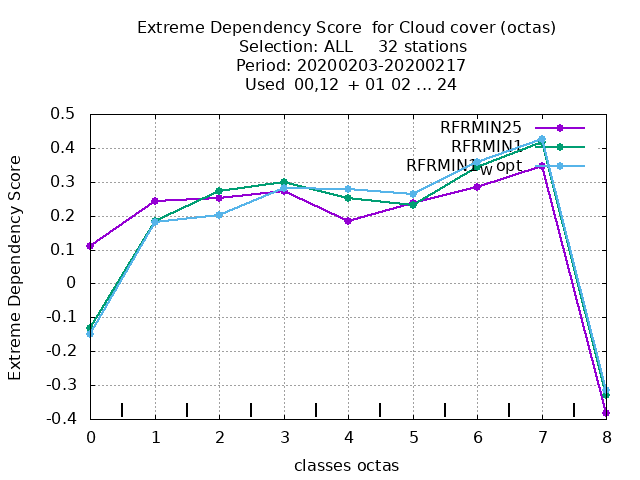 Extreme Dependency Score  for Cloud cover (octas)
Selection: ALL     32 stations
Period: 20200203-20200217
Used  00,12  + 01 02 ... 24
Extreme Dependency Score
0.5
0.4
0.3
0.2
0.1
0
-0.1
-0.2
-0.3
-0.4
RFRMIN25
RFRMIN1
RFRMIN1w opt
0 1 2 3 4 5 6 7 8
classes octas